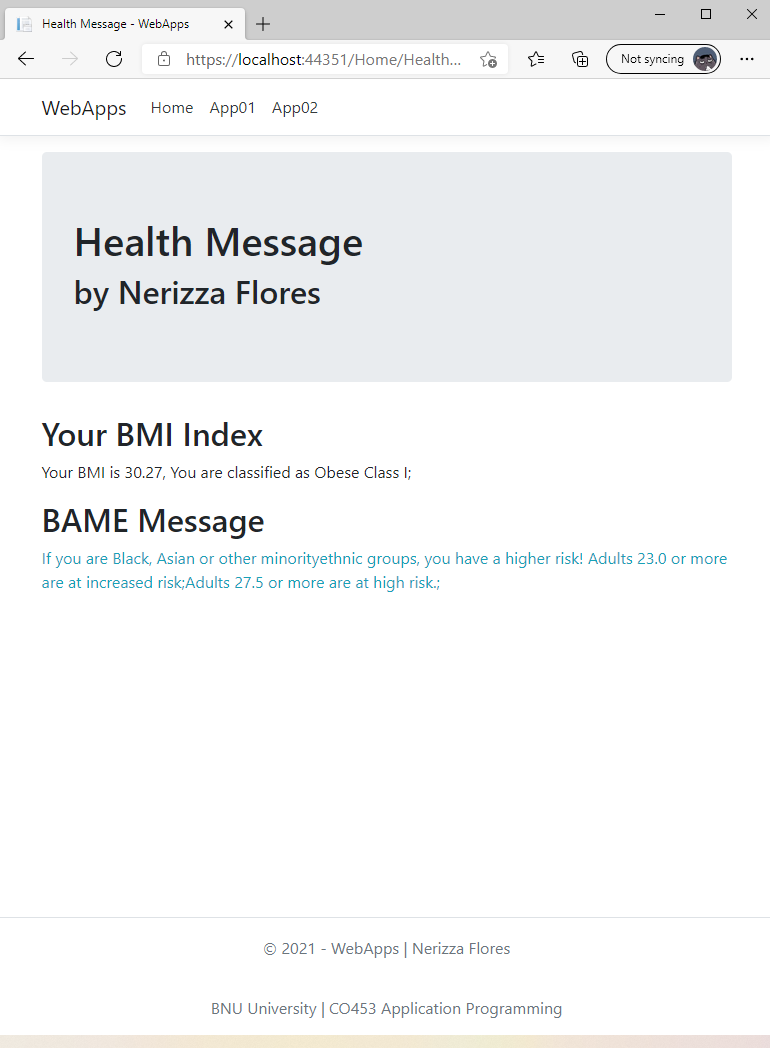 Health Message - WebApps
https://localhost:44351/Home/Health...
Not syncing
WebApps Home App01 App02
Health Message
by Nerizza Flores
Your BMI Index
Your BMI is 30.27, You are classified as Obese Class I;
BAME Message
If you are Black, Asian or other minorityethnic groups, you have a higher risk! Adults 23.0 or more
are at increased risk;Adults 27.5 or more are at high risk.;
© 2021 - WebApps | Nerizza Flores
BNU University | CO453 Application Programming